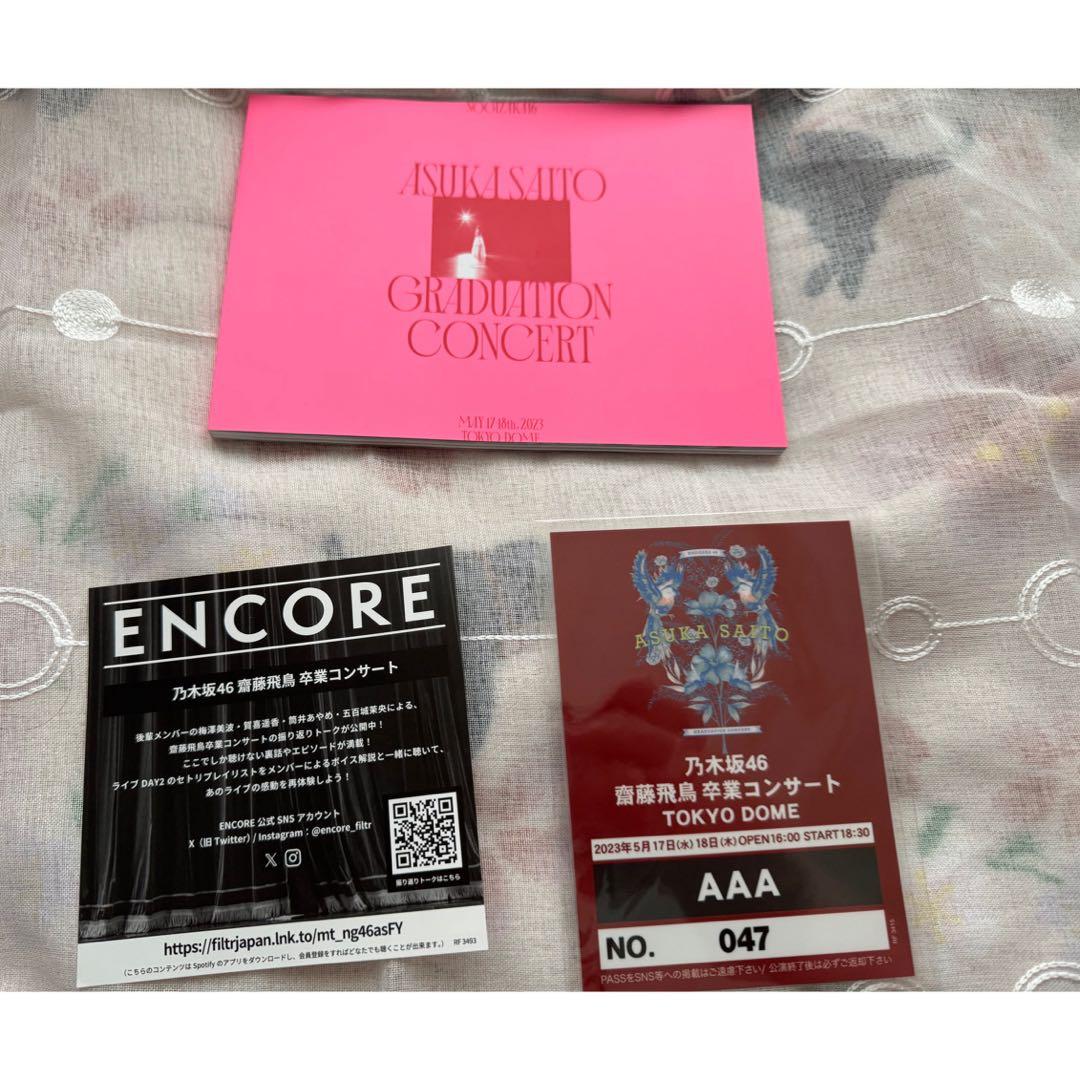 NOGIZAKA46
ASUKA SAITO
GRADUATION
CONCERT
MAY 17-18th, 2023
TOKYO DOME
ENCORE
乃木坂46 齋藤飛鳥 卒業コンサート
後輩メンバーの梅澤美波・賀喜遥香・筒井あやめ・五百城茉央による、
齋藤飛鳥卒業コンサートの振り返りトークが公開中！
ここでしか聴けない裏話やエピソードが満載！
ライブ DAY2 のセトリプレイリストをメンバーによるボイス解説と一緒に聴いて、
あのライブの感動を再体験しよう！
ENCORE 公式 SNS アカウント
X（旧 Twitter）/ Instagram：@encore_filtr
振り返りトークはこちら
https://filtrjapan.lnk.to/mt_ng46asFY
RF 3493
（こちらのコンテンツは Spotify のアプリをダウンロードし、会員登録をすればどなたでも聴くことが出来ます。）
NOGIZAKA 46
ASUKA SAITO
GRADUATION CONCERT
乃木坂46
齋藤飛鳥 卒業コンサート
TOKYO DOME
2023年5月17日(水) 18日(木) OPEN16:00 START18:30
AAA
NO. 047
RF 3415
PASSをSNS等への掲載はご遠慮下さい/ 公演終了後は必ずご返却下さい